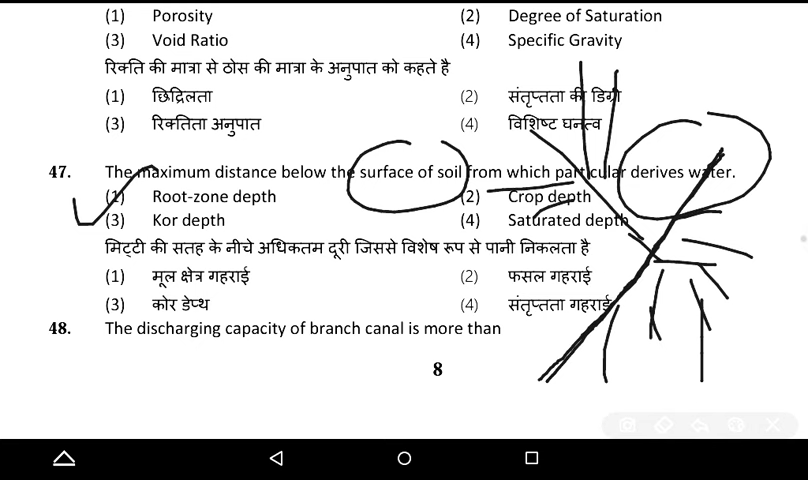 (1) Porosity (2) Degree of Saturation
(3) Void Ratio (4) Specific Gravity
रिक्ति की मात्रा से ठोस की मात्रा के अनुपात को कहते है
(1) छिद्रिलता (2) संतृप्तता की डिग्री
(3) रिक्तिता अनुपात (4) विशिष्ट घनत्व
47. The maximum distance below the surface of soil from which particular derives water.
(1) Root-zone depth (2) Crop depth
(3) Kor depth (4) Saturated depth
मिट्टी की सतह के नीचे अधिकतम दूरी जिससे विशेष रूप से पानी निकलता है
(1) मूल क्षेत्र गहराई (2) फसल गहराई
(3) कोर डेप्थ (4) संतृप्तता गहराई
48. The discharging capacity of branch canal is more than
8